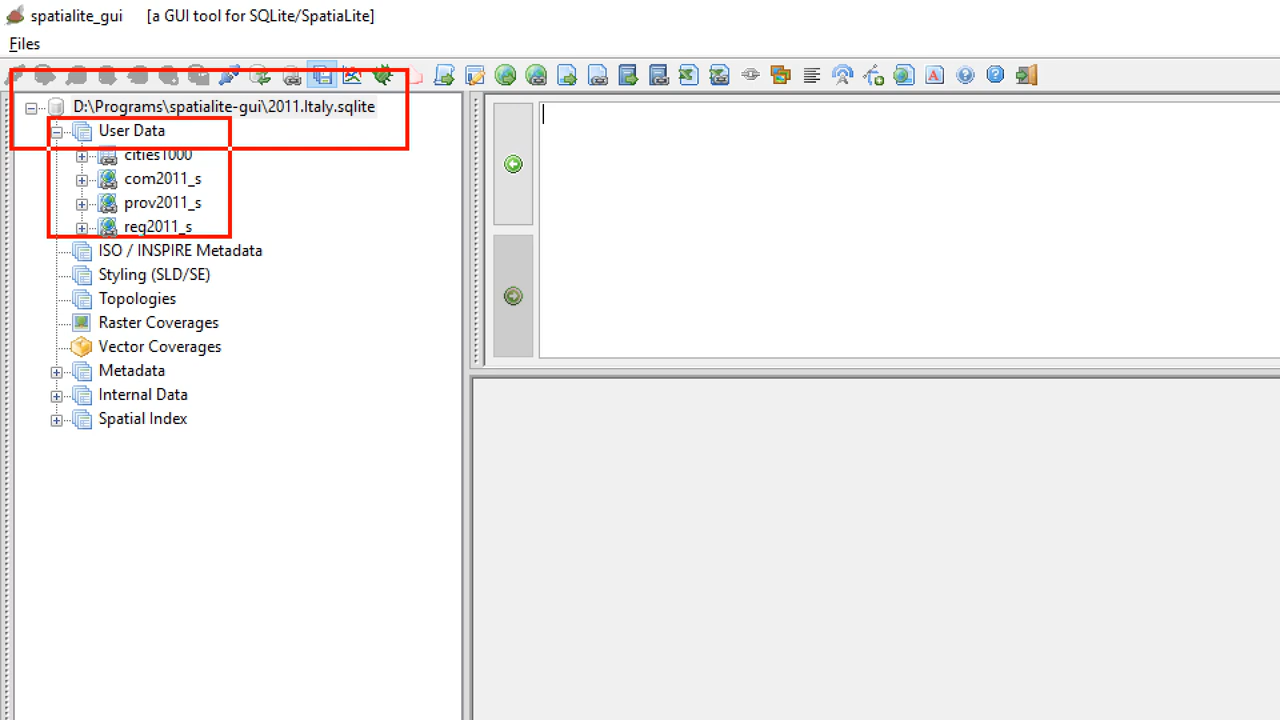 spatialite_gui [a GUI tool for SQLite/SpatiaLite]
Files
D:\Programs\spatialite-gui\2011.Italy.sqlite
User Data
cities1000
com2011_s
prov2011_s
reg2011_s
ISO / INSPIRE Metadata
Styling (SLD/SE)
Topologies
Raster Coverages
Vector Coverages
Metadata
Internal Data
Spatial Index